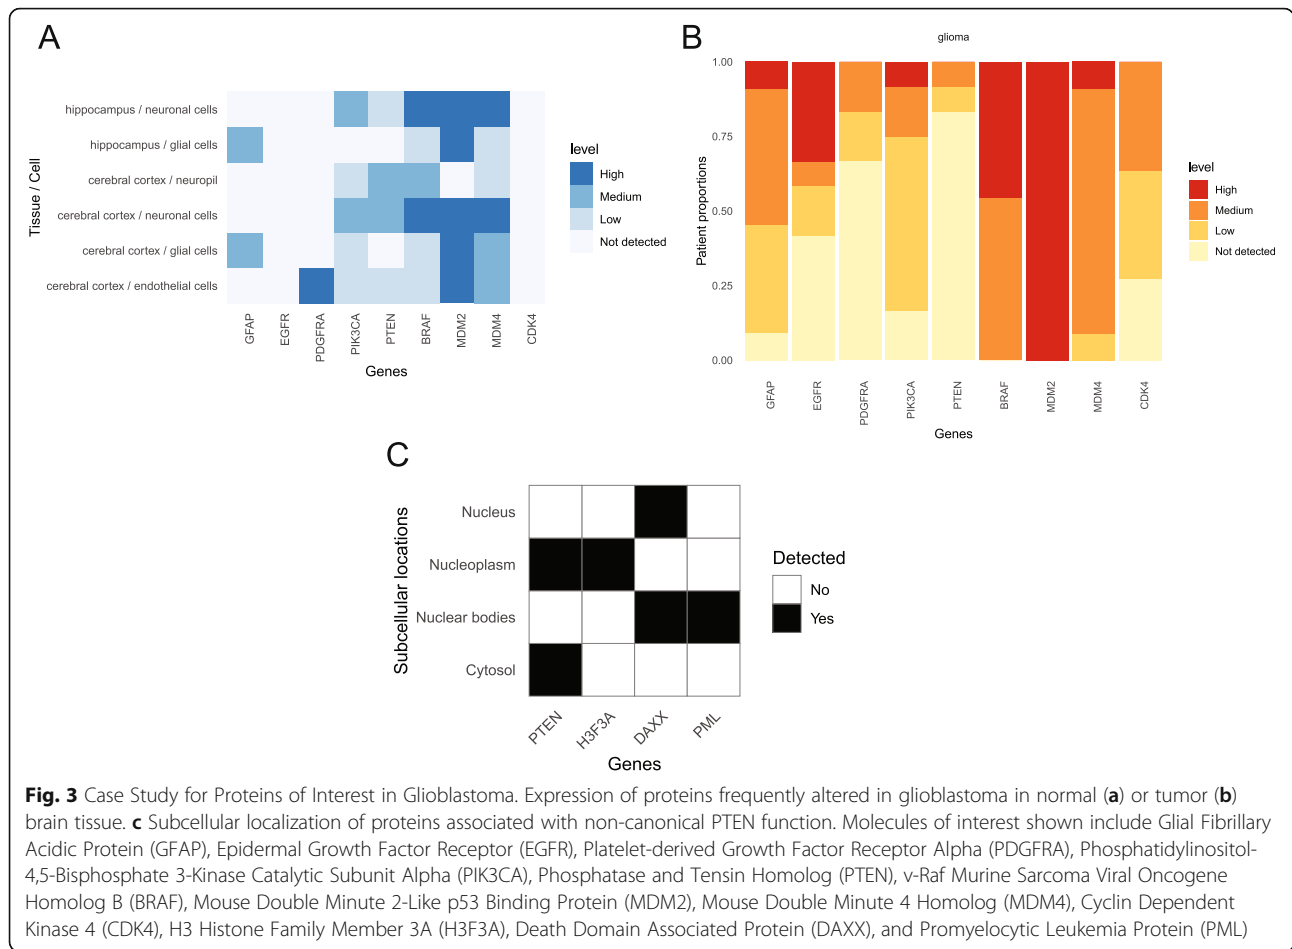 A
hippocampus / neuronal cells
hippocampus / glial cells
cerebral cortex / neuropil
cerebral cortex / neuronal cells
cerebral cortex / glial cells
cerebral cortex / endothelial cells
Tissue / Cell
GFAP
EGFR
PDGFRA
PIK3CA
PTEN
BRAF
MDM2
MDM4
CDK4
Genes
level
High
Medium
Low
Not detected
B
glioma
1.00
0.75
0.50
0.25
0.00
Patient proportions
GFAP
EGFR
PDGFRA
PIK3CA
PTEN
BRAF
MDM2
MDM4
CDK4
Genes
level
High
Medium
Low
Not detected
C
Nucleus
Nucleoplasm
Nuclear bodies
Cytosol
Subcellular locations
PTEN
H3F3A
DAXX
PML
Genes
Detected
No
Yes
Fig. 3 Case Study for Proteins of Interest in Glioblastoma. Expression of proteins frequently altered in glioblastoma in normal (a) or tumor (b)
brain tissue. c Subcellular localization of proteins associated with non-canonical PTEN function. Molecules of interest shown include Glial Fibrillary
Acidic Protein (GFAP), Epidermal Growth Factor Receptor (EGFR), Platelet-derived Growth Factor Receptor Alpha (PDGFRA), Phosphatidylinositol-
4,5-Bisphosphate 3-Kinase Catalytic Subunit Alpha (PIK3CA), Phosphatase and Tensin Homolog (PTEN), v-Raf Murine Sarcoma Viral Oncogene
Homolog B (BRAF), Mouse Double Minute 2-Like p53 Binding Protein (MDM2), Mouse Double Minute 4 Homolog (MDM4), Cyclin Dependent
Kinase 4 (CDK4), H3 Histone Family Member 3A (H3F3A), Death Domain Associated Protein (DAXX), and Promyelocytic Leukemia Protein (PML)